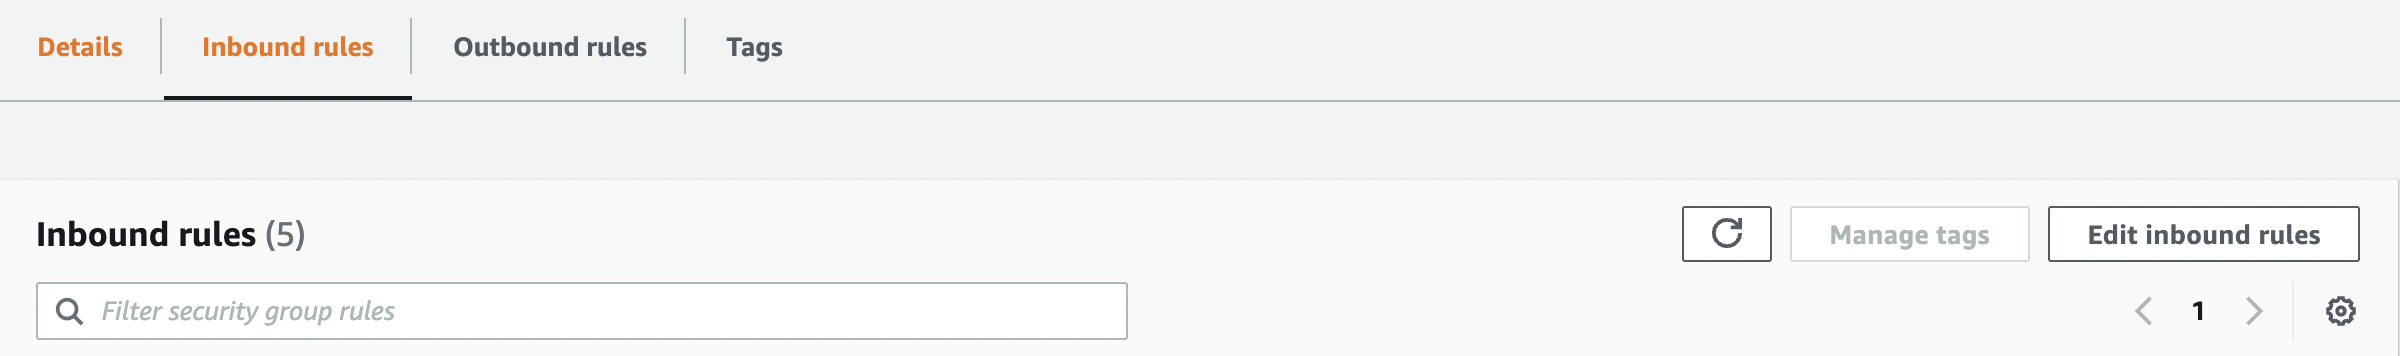 Details Inbound rules Outbound rules Tags
Inbound rules (5) Manage tags Edit inbound rules
Filter security group rules 1